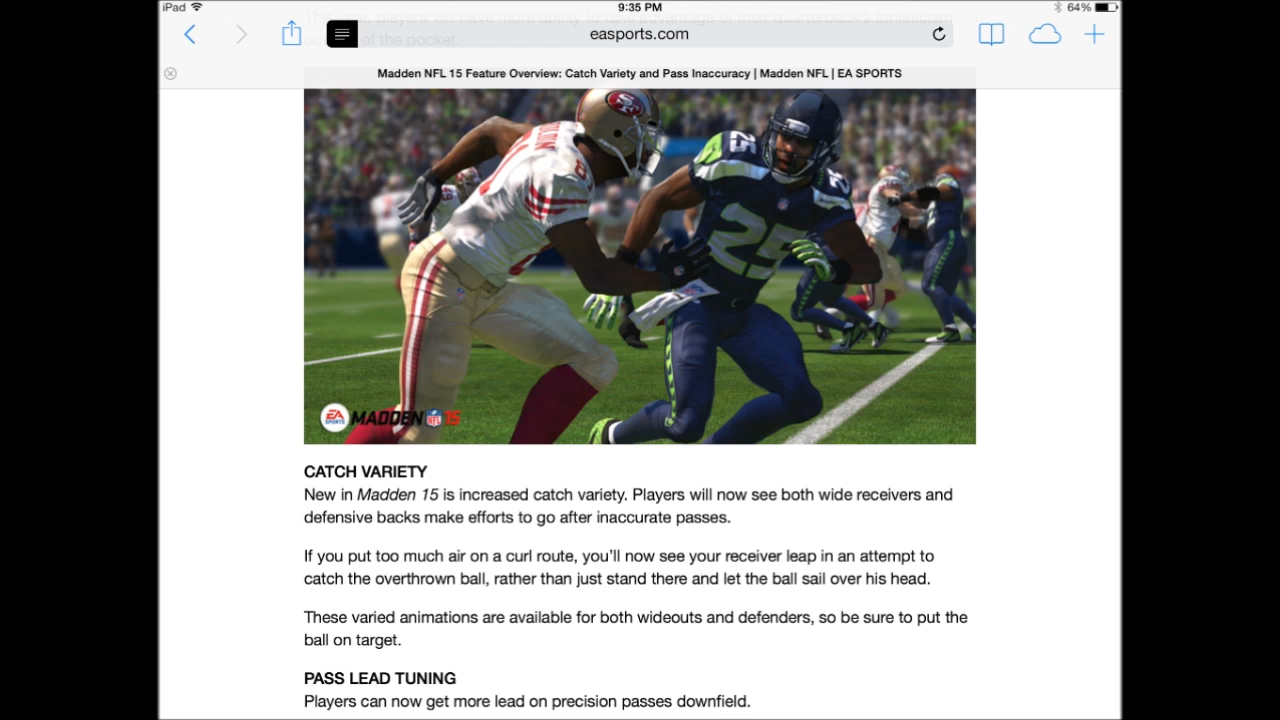 iPad
9:35 PM
64%
easports.com
Madden NFL 15 Feature Overview: Catch Variety and Pass Inaccuracy | Madden NFL | EA SPORTS
25
25
EA
SPORTS
MADDEN NFL 15
CATCH VARIETY
New in Madden 15 is increased catch variety. Players will now see both wide receivers and
defensive backs make efforts to go after inaccurate passes.
If you put too much air on a curl route, you’ll now see your receiver leap in an attempt to
catch the overthrown ball, rather than just stand there and let the ball sail over his head.
These varied animations are available for both wideouts and defenders, so be sure to put the
ball on target.
PASS LEAD TUNING
Players can now get more lead on precision passes downfield.